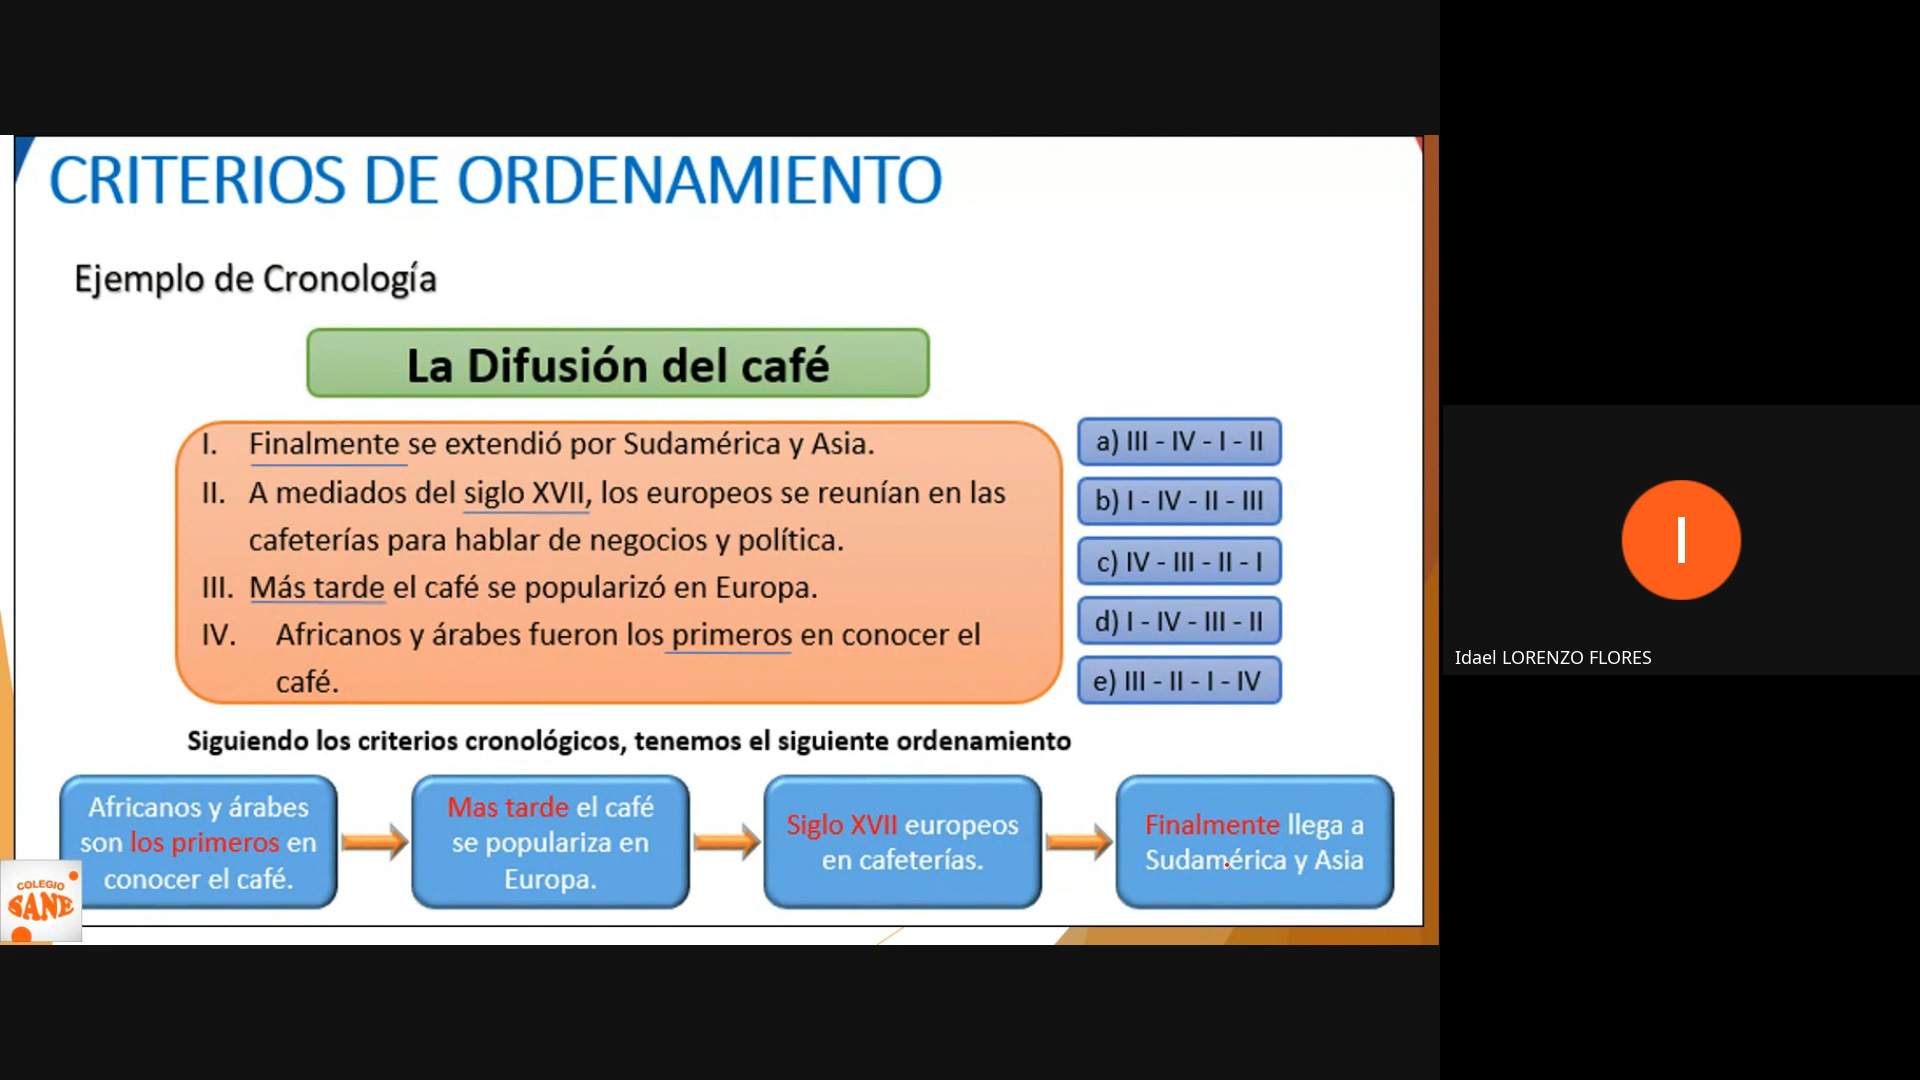 CRITERIOS DE ORDENAMIENTO
Ejemplo de Cronología
La Difusión del café
I. Finalmente se extendió por Sudamérica y Asia.
II. A mediados del siglo XVII, los europeos se reunían en las
cafeterías para hablar de negocios y política.
III. Más tarde el café se popularizó en Europa.
IV. Africanos y árabes fueron los primeros en conocer el
café.
a) III - IV - I - II
b) I - IV - II - III
c) IV - III - II - I
d) I - IV - III - II
e) III - II - I - IV
Siguiendo los criterios cronológicos, tenemos el siguiente ordenamiento
Africanos y árabes
son los primeros en
conocer el café.
Mas tarde el café
se populariza en
Europa.
Siglo XVII europeos
en cafeterías.
Finalmente llega a
Sudamérica y Asia
COLEGIO
SANE
I
Idael LORENZO FLORES